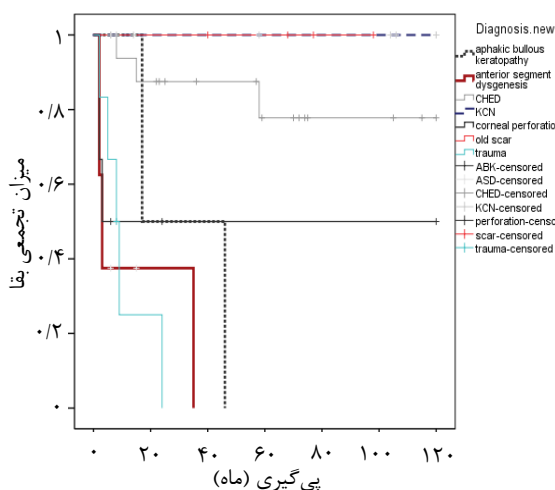 Diagnosis.new
aphakic bullous
keratopathy
anterior segment
dysgenesis
CHED
KCN
corneal perforatio
old scar
trauma
ABK-censored
ASD-censored
CHED-censored
KCN-censored
perforation-censo
scar-censored
trauma-censored
۱
۰/۸
۰/۶
۰/۴
۰/۲
۰
میزان تجمعی بقا
۰ ۲۰ ۴۰ ۶۰ ۸۰ ۱۰۰ ۱۲۰
پی‌گیری (ماه)